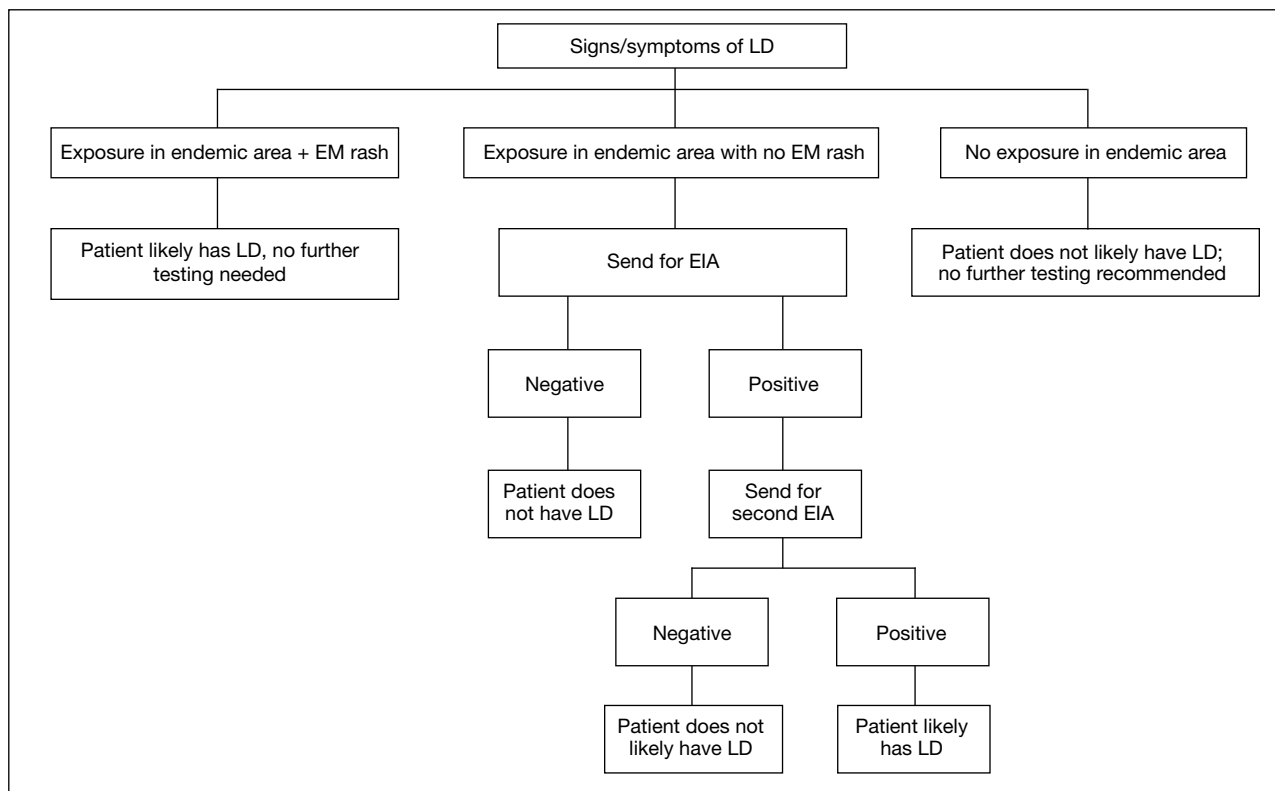 Signs/symptoms of LD
Exposure in endemic area + EM rash
Exposure in endemic area with no EM rash
No exposure in endemic area
Patient likely has LD, no further
testing needed
Send for EIA
Patient does not likely have LD;
no further testing recommended
Negative
Positive
Patient does
not have LD
Send for
second EIA
Negative
Positive
Patient does not
likely have LD
Patient likely
has LD